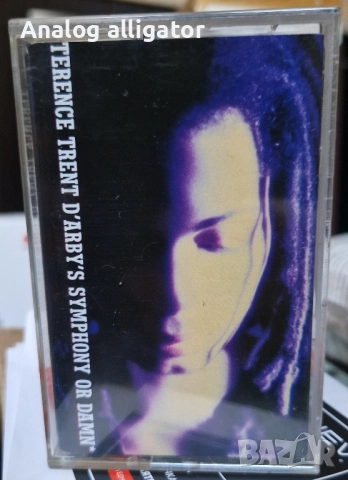 Analog alligator
TERENCE TRENT D'ARBY'S SYMPHONY OR DAMN*
BAZAR